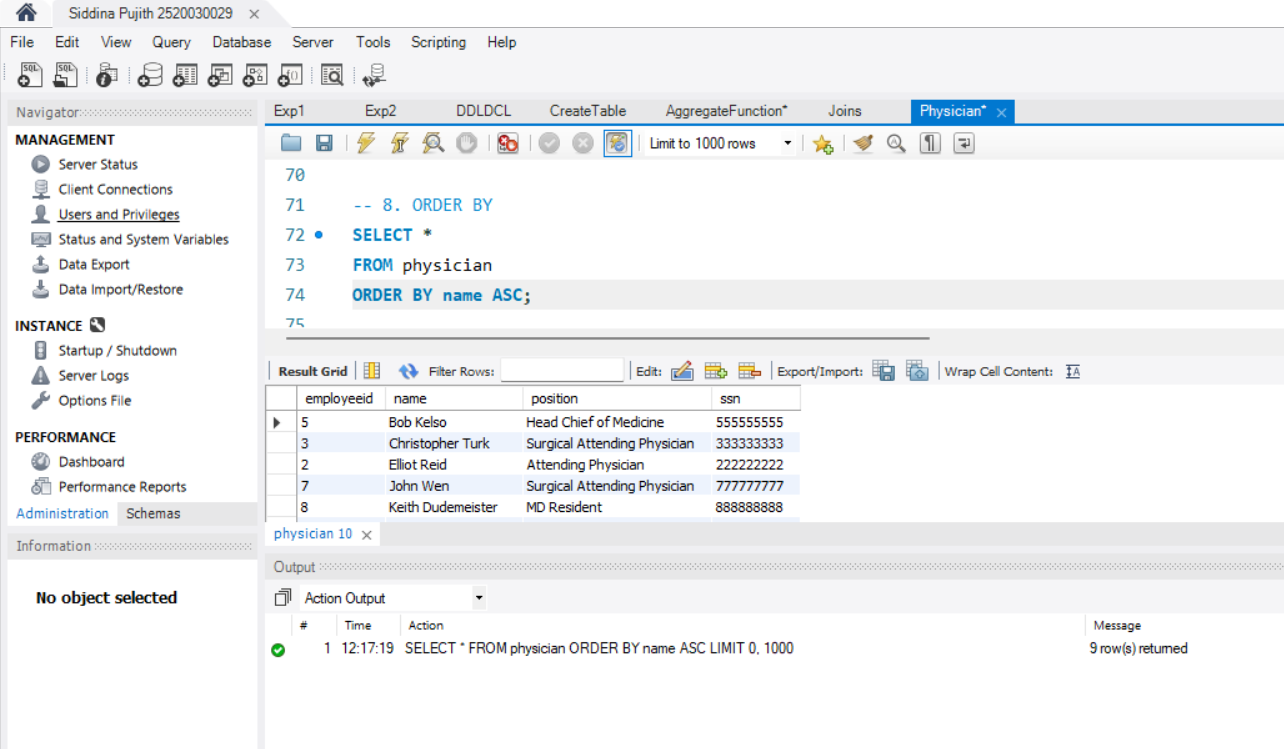 Siddina Pujith 2520030029 ×
File Edit View Query Database Server Tools Scripting Help
SQL SQL
Navigator
MANAGEMENT
Server Status
Client Connections
Users and Privileges
Status and System Variables
Data Export
Data Import/Restore
INSTANCE
Startup / Shutdown
Server Logs
Options File
PERFORMANCE
Dashboard
Performance Reports
Administration Schemas
Information
No object selected
Exp1 Exp2 DDLDCL CreateTable AggregateFunction* Joins Physician* ×
Limit to 1000 rows
70
71 -- 8. ORDER BY
72 SELECT *
73 FROM physician
74 ORDER BY name ASC;
75
Result Grid Filter Rows: Edit: Export/Import: Wrap Cell Content:
employeeid name position ssn
5 Bob Kelso Head Chief of Medicine 555555555
3 Christopher Turk Surgical Attending Physician 333333333
2 Elliot Reid Attending Physician 222222222
7 John Wen Surgical Attending Physician 777777777
8 Keith Dudemeister MD Resident 888888888
physician 10 ×
Output
Action Output
# Time Action Message
1 12:17:19 SELECT * FROM physician ORDER BY name ASC LIMIT 0, 1000 9 row(s) returned